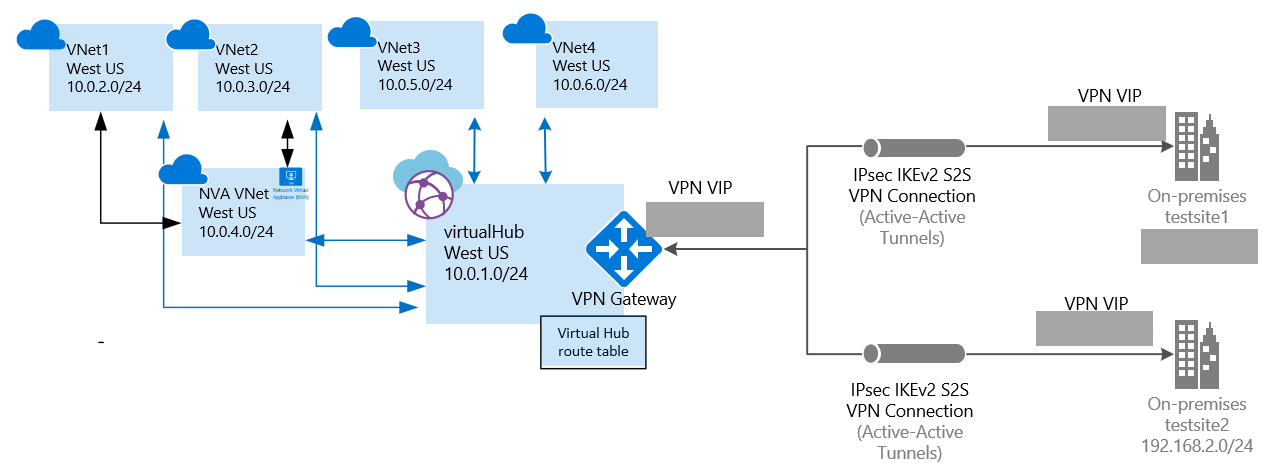 VNet1
West US
10.0.2.0/24
VNet2
West US
10.0.3.0/24
VNet3
West US
10.0.5.0/24
VNet4
West US
10.0.6.0/24
NVA VNet
West US
10.0.4.0/24
Network Virtual
Appliance (NVA)
virtualHub
West US
10.0.1.0/24
VPN Gateway
Virtual Hub
route table
VPN VIP
IPsec IKEv2 S2S
VPN Connection
(Active-Active
Tunnels)
VPN VIP
On-premises
testsite1
IPsec IKEv2 S2S
VPN Connection
(Active-Active
Tunnels)
VPN VIP
On-premises
testsite2
192.168.2.0/24
-